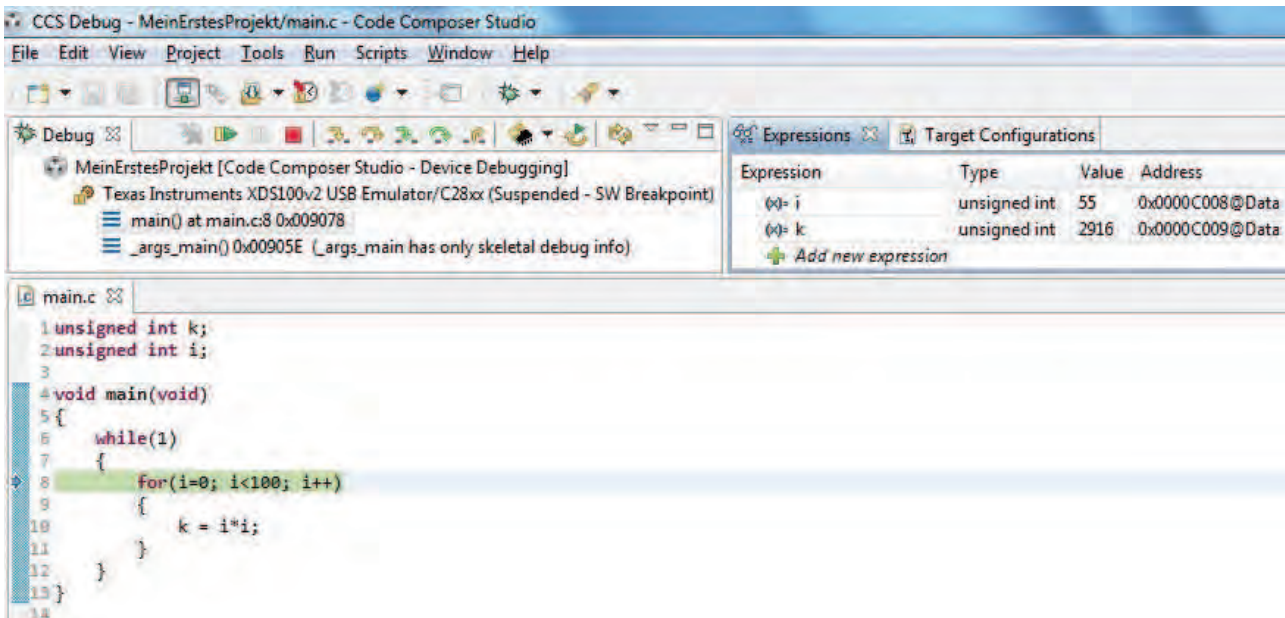 CCS Debug - MeinErstesProjekt/main.c - Code Composer Studio
File Edit View Project Tools Run Scripts Window Help
Debug
MeinErstesProjekt [Code Composer Studio - Device Debugging]
Texas Instruments XDS100v2 USB Emulator/C28xx (Suspended - SW Breakpoint)
main() at main.c:8 0x009078
_args_main() 0x00905E (_args_main has only skeletal debug info)
Expressions Target Configurations
Expression Type Value Address
(x)= i unsigned int 55 0x0000C008@Data
(x)= k unsigned int 2916 0x0000C009@Data
Add new expression
main.c
1 unsigned int k;
2 unsigned int i;
3
4 void main(void)
5 {
6 while(1)
7 {
8 for(i=0; i<100; i++)
9 {
10 k = i*i;
11 }
12 }
13 }
14